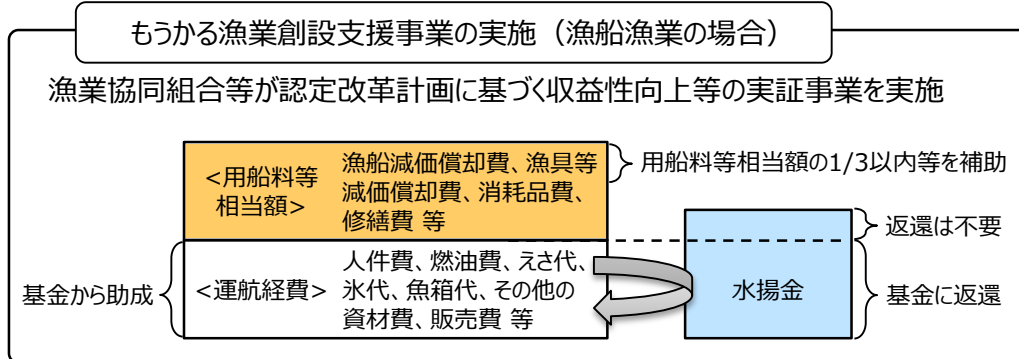 もうかる漁業創設支援事業の実施（漁船漁業の場合）
漁業協同組合等が認定改革計画に基づく収益性向上等の実証事業を実施
<用船料等
相当額>
漁船減価償却費、漁具等
減価償却費、消耗品費、
修繕費 等
用船料等相当額の1/3以内等を補助
返還は不要
基金から助成
<運航経費>
人件費、燃油費、えさ代、
氷代、魚箱代、その他の
資材費、販売費 等
水揚金
基金に返還